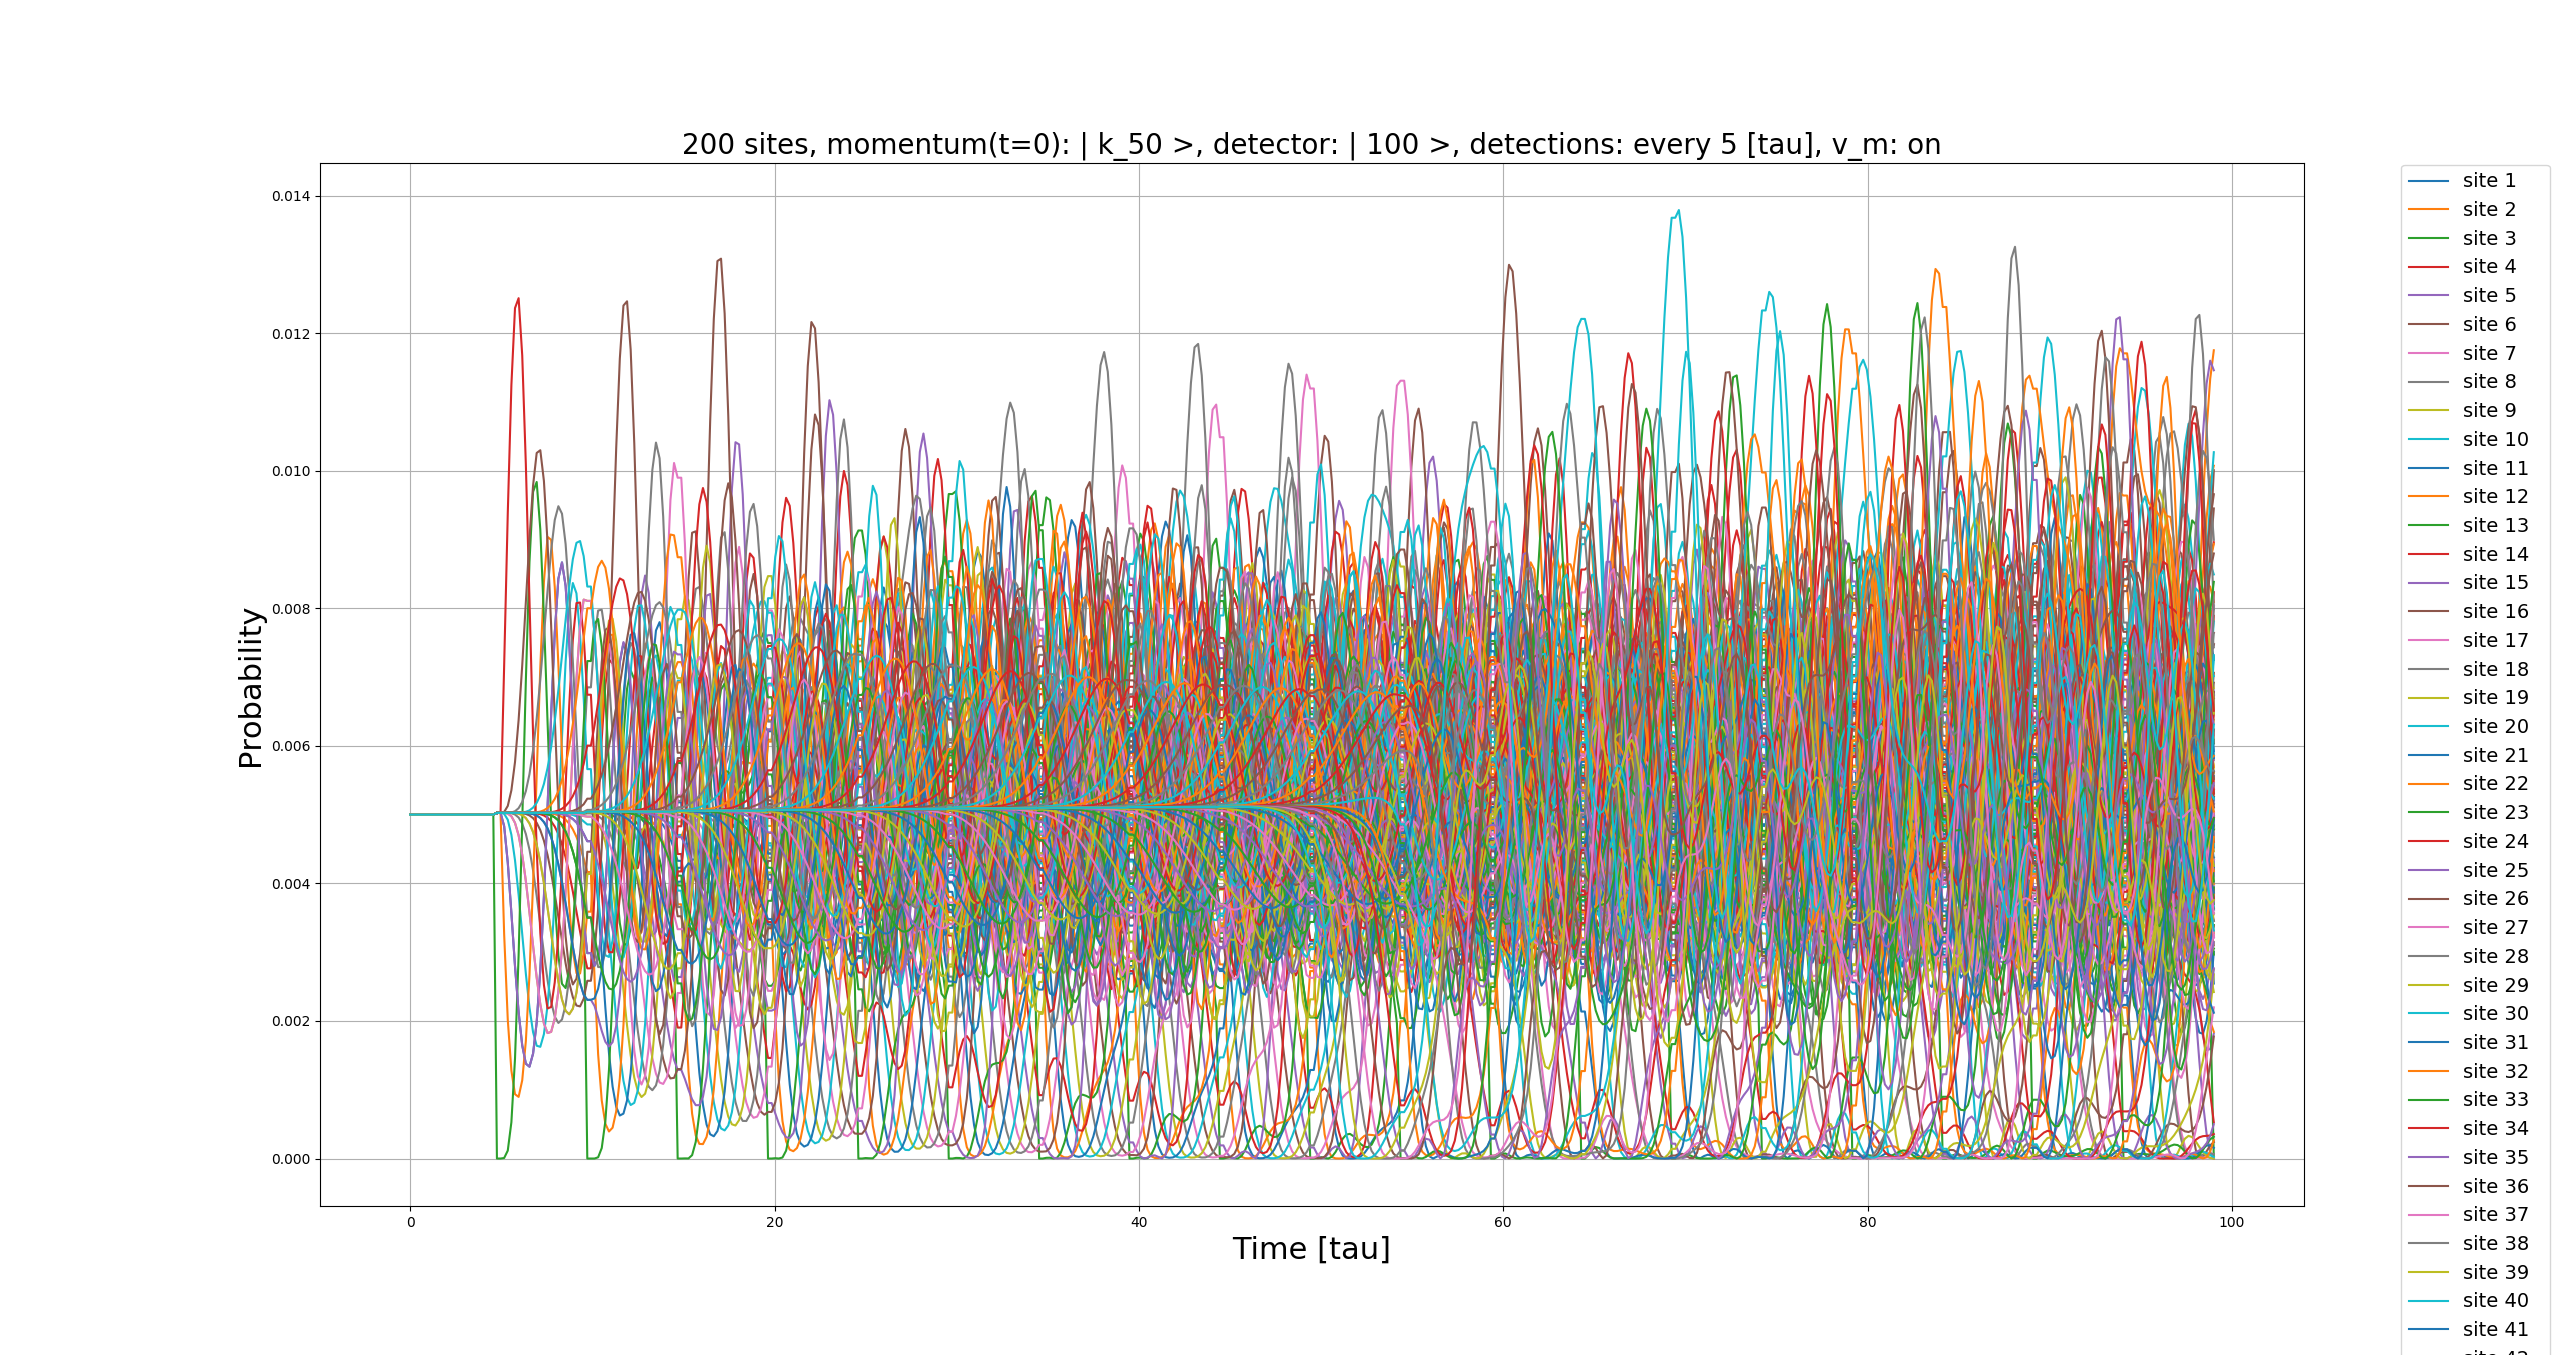 200 sites, momentum(t=0): | k_50 >, detector: | 100 >, detections: every 5 [tau], v_m: on
Probability
0.014
0.012
0.010
0.008
0.006
0.004
0.002
0.000
0 20 40 60 80 100
Time [tau]
site 1
site 2
site 3
site 4
site 5
site 6
site 7
site 8
site 9
site 10
site 11
site 12
site 13
site 14
site 15
site 16
site 17
site 18
site 19
site 20
site 21
site 22
site 23
site 24
site 25
site 26
site 27
site 28
site 29
site 30
site 31
site 32
site 33
site 34
site 35
site 36
site 37
site 38
site 39
site 40
site 41